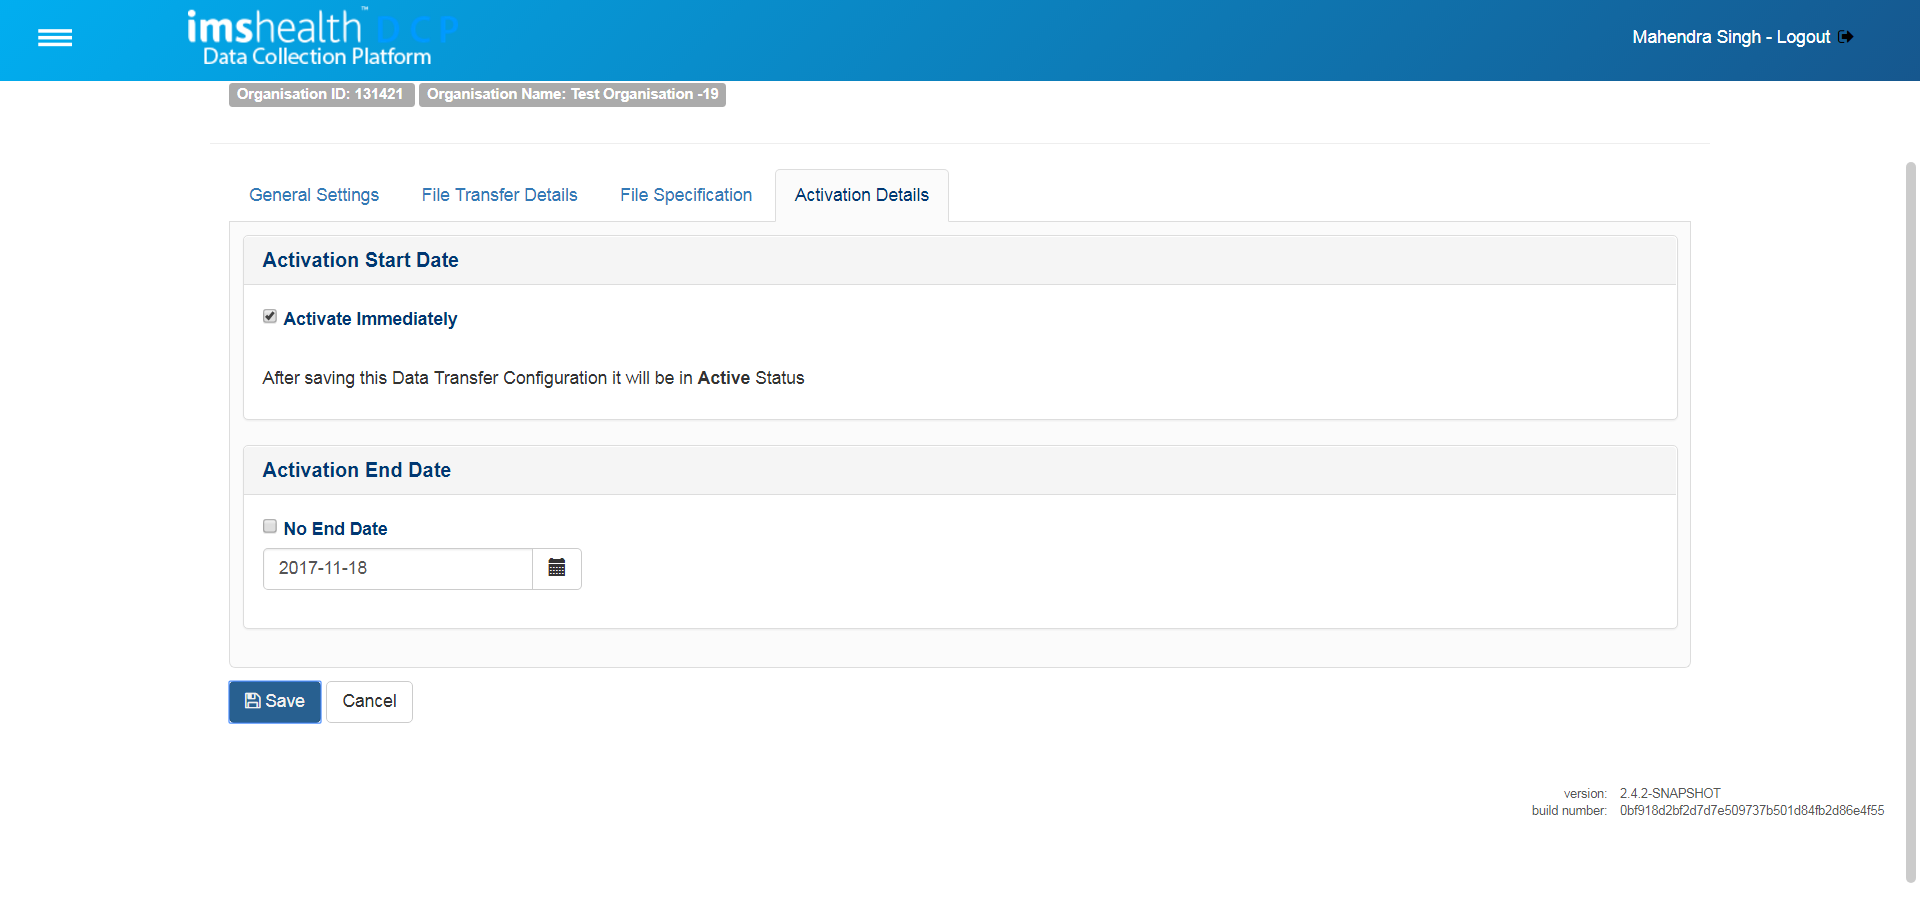 imshealth™ DCP
Data Collection Platform
Mahendra Singh - Logout
Organisation ID: 131421 Organisation Name: Test Organisation -19
General Settings File Transfer Details File Specification Activation Details
Activation Start Date
Activate Immediately
After saving this Data Transfer Configuration it will be in Active Status
Activation End Date
No End Date
2017-11-18
Save Cancel
version: 2.4.2-SNAPSHOT
build number: 0bf918d2bf2d7d7e509737b501d84fb2d86e4f55